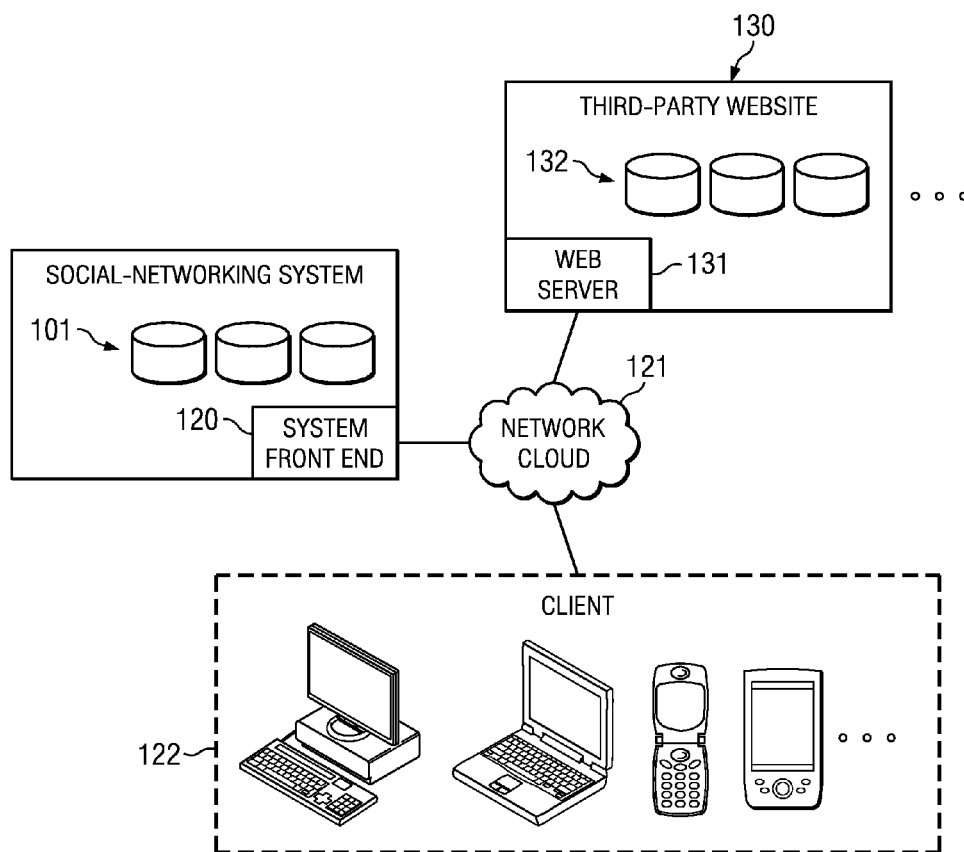 130
THIRD-PARTY WEBSITE
132
WEB
SERVER
131
SOCIAL-NETWORKING SYSTEM
101
120
SYSTEM
FRONT END
121
NETWORK
CLOUD
CLIENT
122